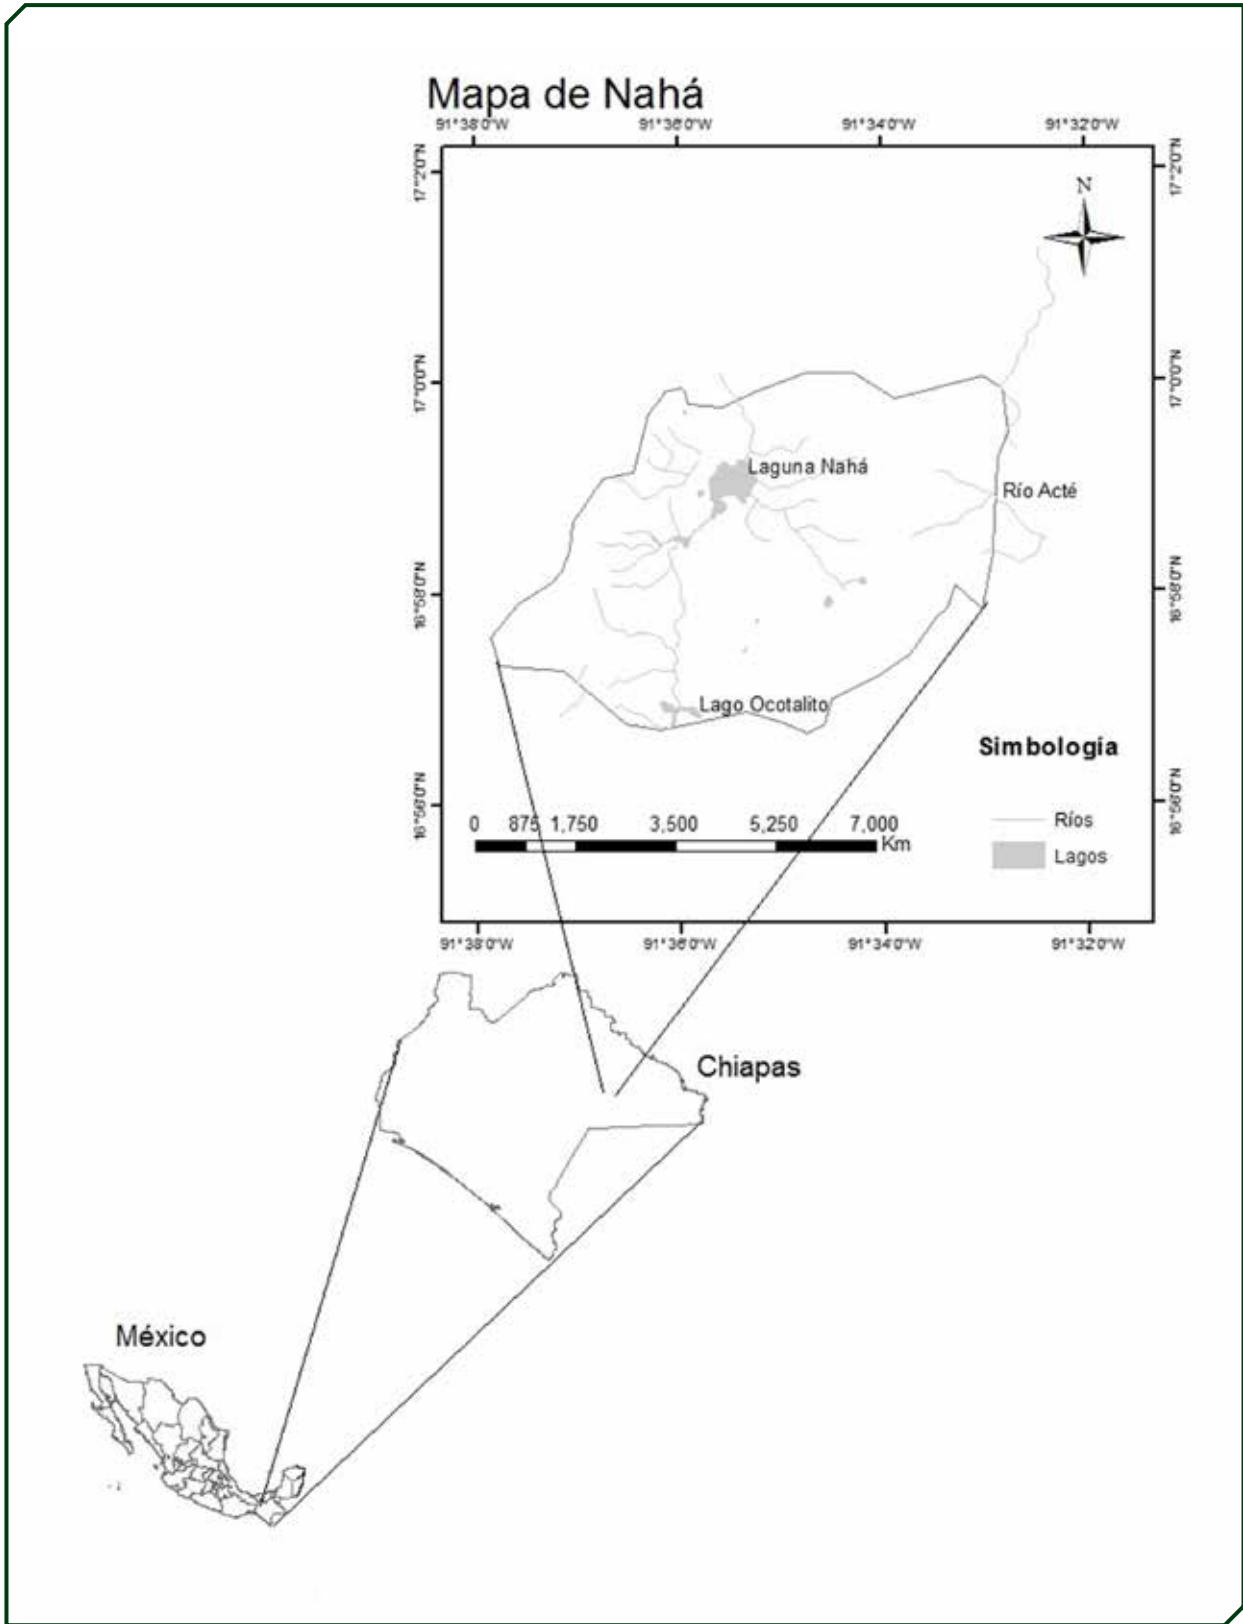 Mapa de Nahá
91°38'0"W 91°36'0"W 91°34'0"W 91°32'0"W
17°2'0"N 17°2'0"N
N
17°0'0"N 17°0'0"N
Laguna Nahá
Río Acté
16°58'0"N 16°58'0"N
Lago Ocotalito
Simbología
16°56'0"N 16°56'0"N
0 875 1,750 3,500 5,250 7,000
Km
Ríos
Lagos
91°38'0"W 91°36'0"W 91°34'0"W 91°32'0"W
Chiapas
México